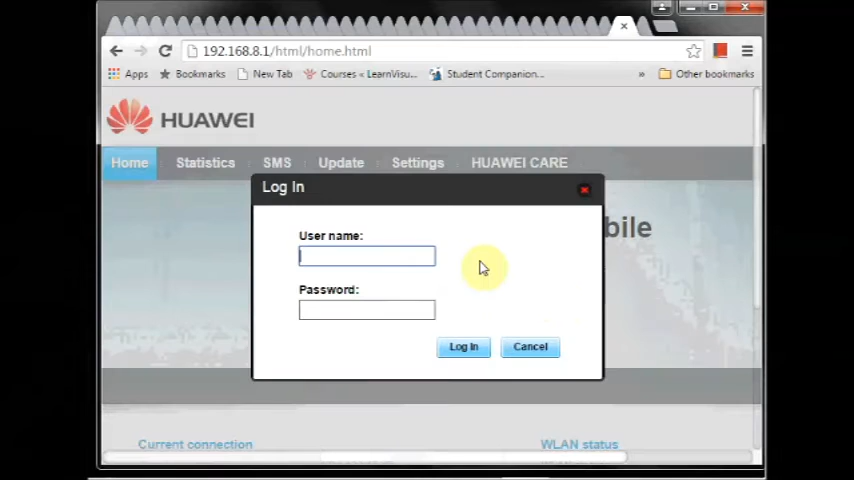 192.168.8.1/html/home.html
Apps Bookmarks New Tab Courses « LearnVisu... Student Companion... » Other bookmarks
HUAWEI
Home Statistics SMS Update Settings HUAWEI CARE
Log In
bile
User name:
Password:
Log In Cancel
Current connection WLAN status